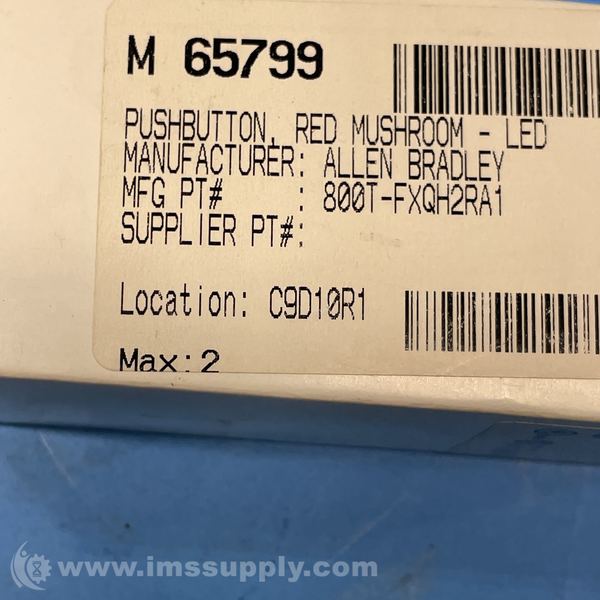 M 65799
PUSHBUTTON, RED MUSHROOM - LED
MANUFACTURER: ALLEN BRADLEY
MFG PT# : 800T-FXQH2RA1
SUPPLIER PT#:
Location: C9D10R1
Max: 2
www.imssupply.com